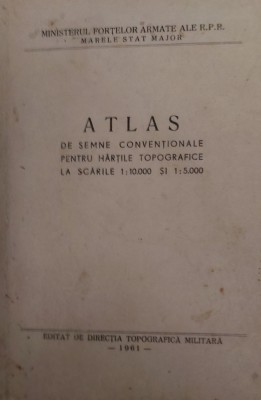 MINISTERUL FORȚELOR ARMATE ALE R.P.R.
MARELE STAT MAJOR
ATLAS
DE SEMNE CONVENȚIONALE
PENTRU HĂRȚILE TOPOGRAFICE
LA SCĂRILE 1:10.000 ȘI 1:5.000
EDITAT DE DIRECȚIA TOPOGRAFICĂ MILITARĂ
— 1961 —